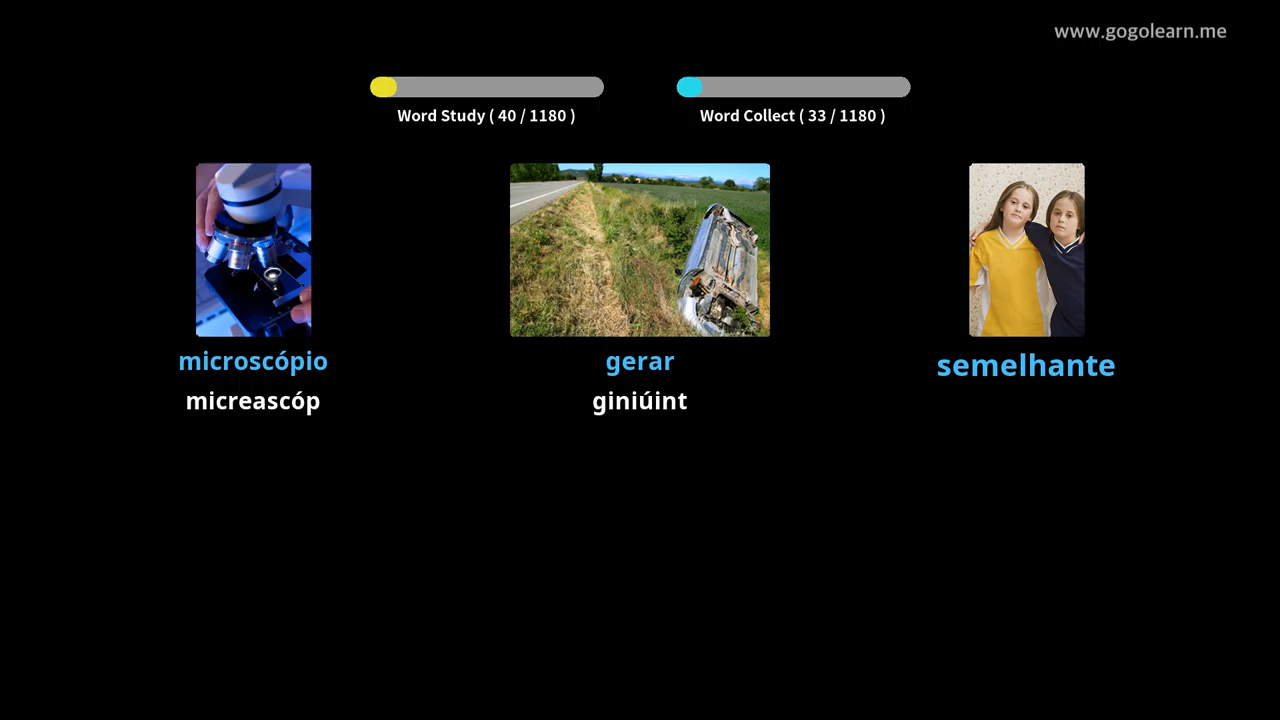 www.gogolearn.me
Word Study ( 40 / 1180 )
Word Collect ( 33 / 1180 )
microscópio
gerar
semelhante
micreascóp
giniúint